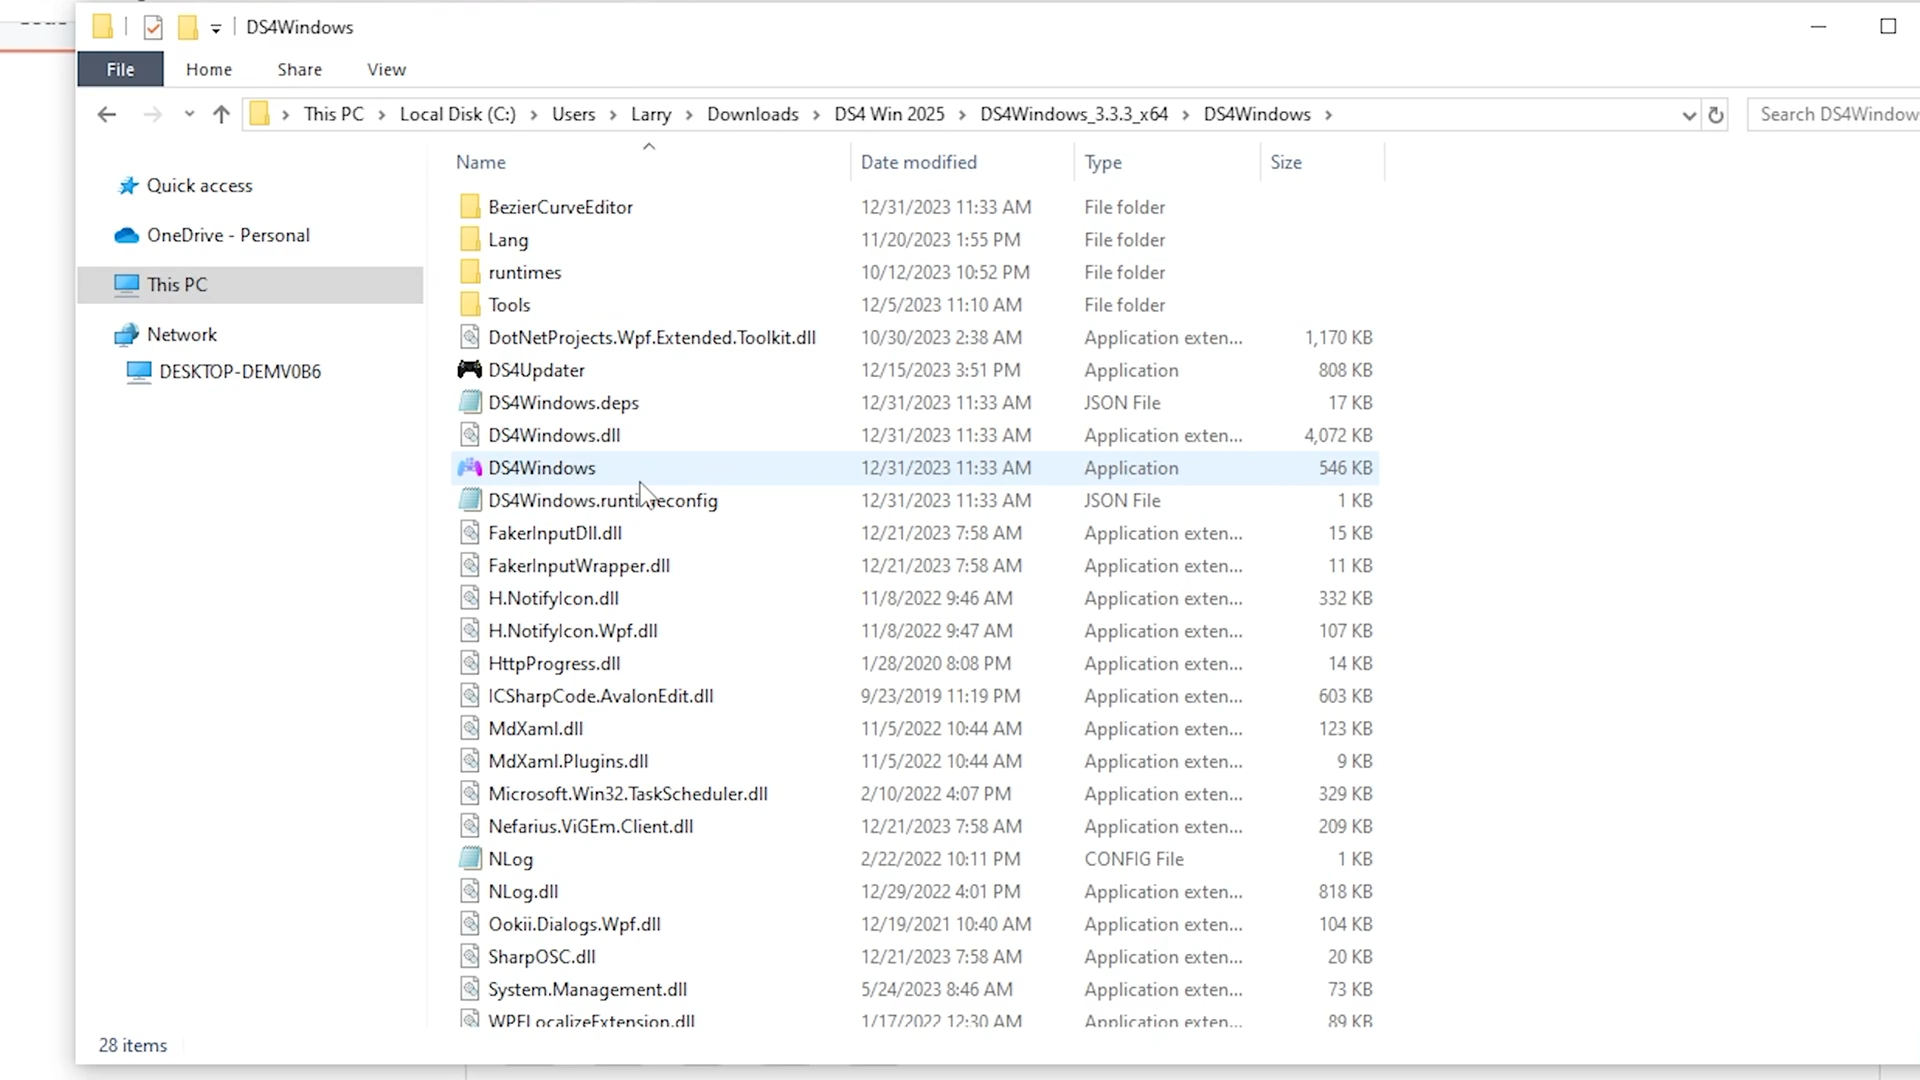 DS4Windows
File Home Share View
This PC Local Disk (C:) Users Larry Downloads DS4 Win 2025 DS4Windows_3.3.3_x64 DS4Windows Search DS4Windows
Name Date modified Type Size
Quick access
OneDrive - Personal
This PC
Network
DESKTOP-DEMV0B6
BezierCurveEditor 12/31/2023 11:33 AM File folder
Lang 11/20/2023 1:55 PM File folder
runtimes 10/12/2023 10:52 PM File folder
Tools 12/5/2023 11:10 AM File folder
DotNetProjects.Wpf.Extended.Toolkit.dll 10/30/2023 2:38 AM Application exten... 1,170 KB
DS4Updater 12/15/2023 3:51 PM Application 808 KB
DS4Windows.deps 12/31/2023 11:33 AM JSON File 17 KB
DS4Windows.dll 12/31/2023 11:33 AM Application exten... 4,072 KB
DS4Windows 12/31/2023 11:33 AM Application 546 KB
DS4Windows.runtimeconfig 12/31/2023 11:33 AM JSON File 1 KB
FakerInputDll.dll 12/21/2023 7:58 AM Application exten... 15 KB
FakerInputWrapper.dll 12/21/2023 7:58 AM Application exten... 11 KB
H.NotifyIcon.dll 11/8/2022 9:46 AM Application exten... 332 KB
H.NotifyIcon.Wpf.dll 11/8/2022 9:47 AM Application exten... 107 KB
HttpProgress.dll 1/28/2020 8:08 PM Application exten... 14 KB
ICSharpCode.AvalonEdit.dll 9/23/2019 11:19 PM Application exten... 603 KB
MdXaml.dll 11/5/2022 10:44 AM Application exten... 123 KB
MdXaml.Plugins.dll 11/5/2022 10:44 AM Application exten... 9 KB
Microsoft.Win32.TaskScheduler.dll 2/10/2022 4:07 PM Application exten... 329 KB
Nefarius.ViGEm.Client.dll 12/21/2023 7:58 AM Application exten... 209 KB
NLog 2/22/2022 10:11 PM CONFIG File 1 KB
NLog.dll 12/29/2022 4:01 PM Application exten... 818 KB
Ookii.Dialogs.Wpf.dll 12/19/2021 10:40 AM Application exten... 104 KB
SharpOSC.dll 12/21/2023 7:58 AM Application exten... 20 KB
System.Management.dll 5/24/2023 8:46 AM Application exten... 73 KB
WPFLocalizeExtension.dll 1/17/2022 12:30 AM Application exten... 89 KB
28 items